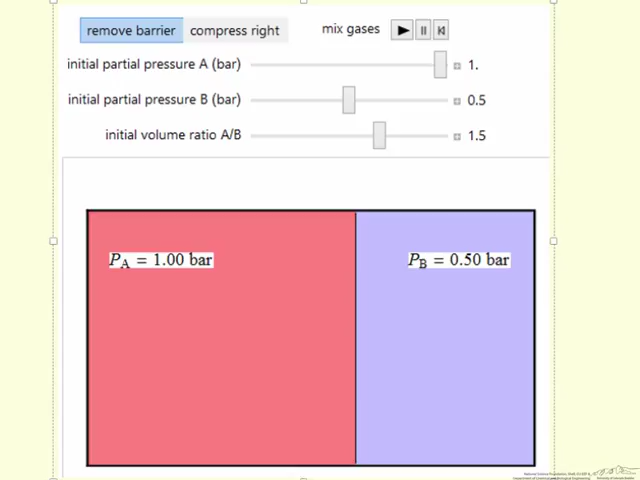 remove barrier compress right mix gases
initial partial pressure A (bar) 1.
initial partial pressure B (bar) 0.5
initial volume ratio A/B 1.5
PA = 1.00 bar PB = 0.50 bar